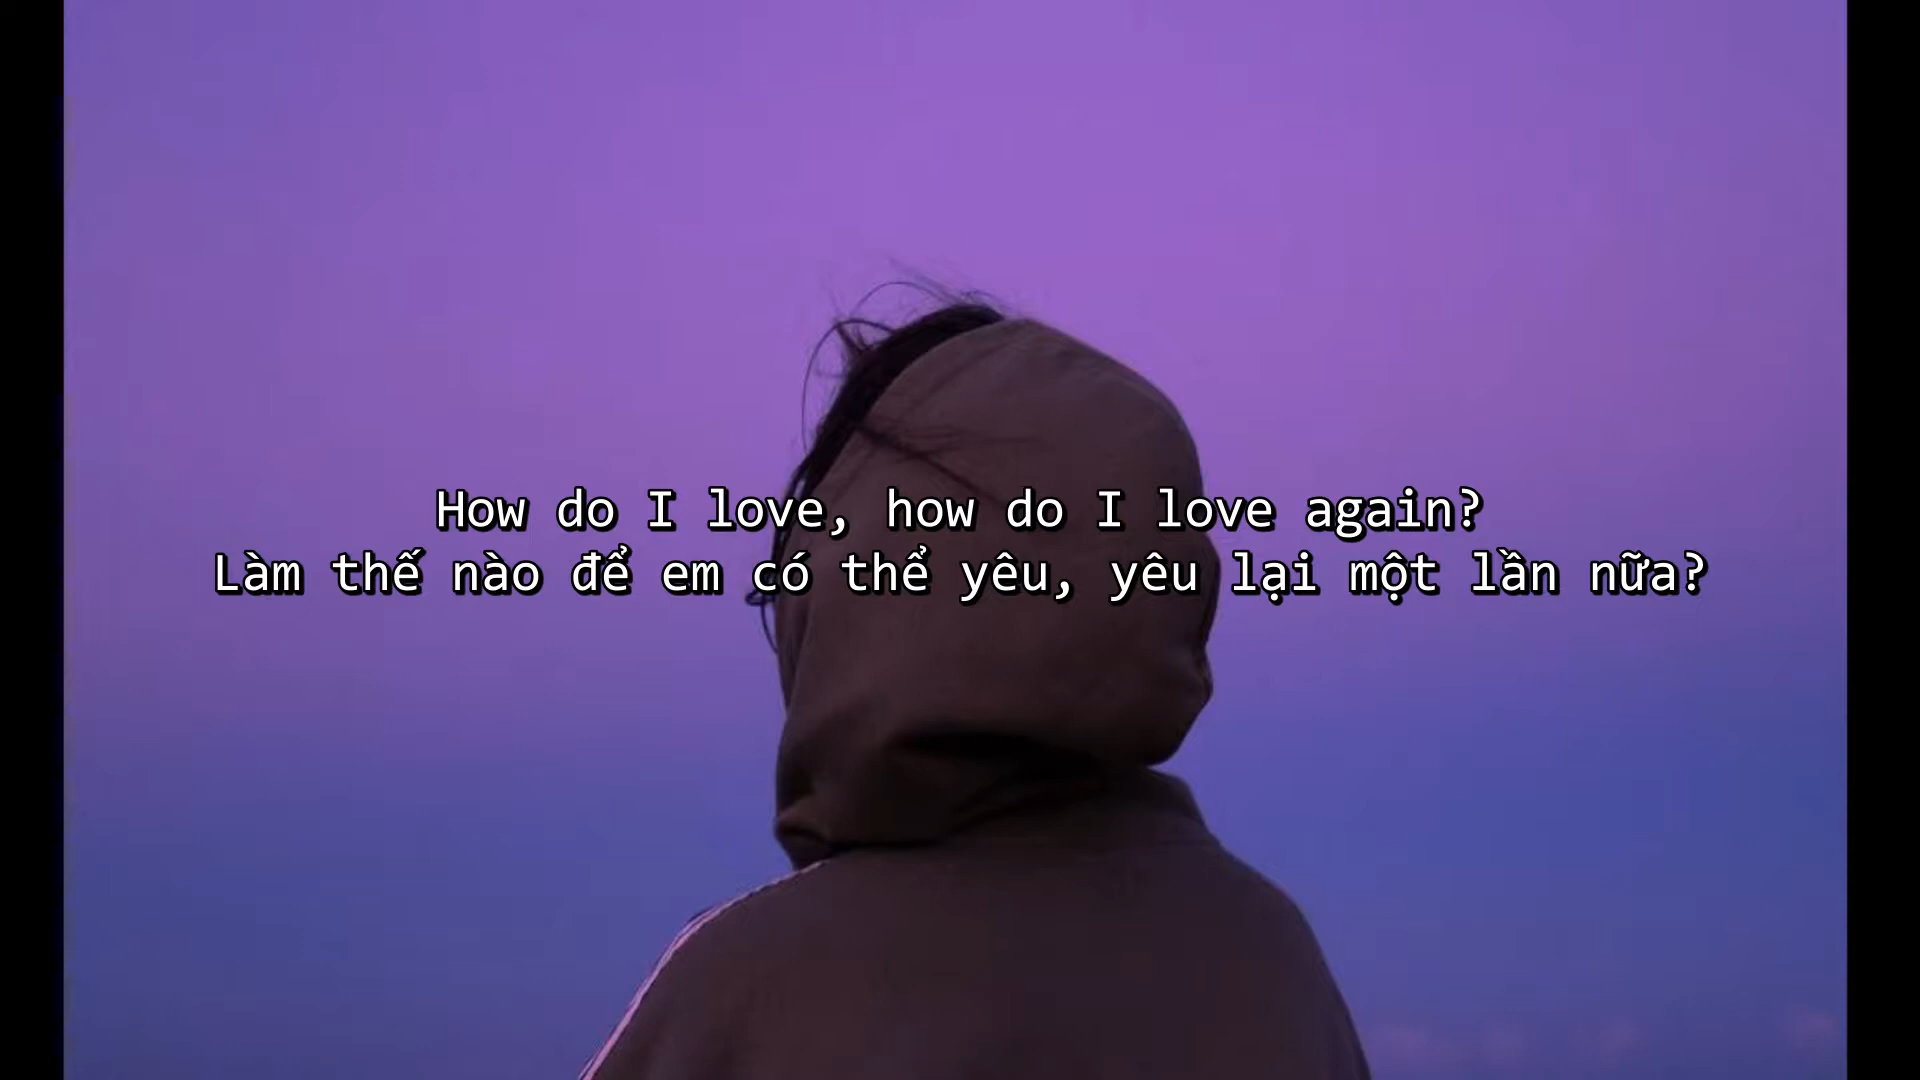 How do I love, how do I love again?
Làm thế nào để em có thể yêu, yêu lại một lần nữa?